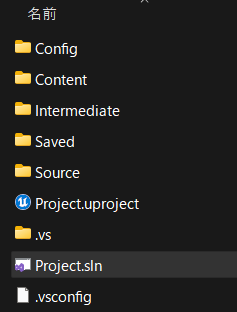 名前
Config
Content
Intermediate
Saved
Source
Project.uproject
.vs
Project.sln
.vsconfig